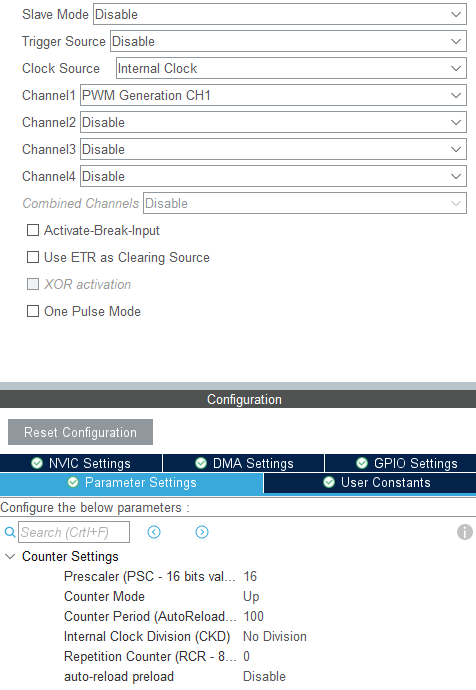 Slave Mode Disable
Trigger Source Disable
Clock Source Internal Clock
Channel1 PWM Generation CH1
Channel2 Disable
Channel3 Disable
Channel4 Disable
Combined Channels Disable
Activate-Break-Input
Use ETR as Clearing Source
XOR activation
One Pulse Mode
Configuration
Reset Configuration
NVIC Settings DMA Settings GPIO Settings
Parameter Settings User Constants
Configure the below parameters :
Search (Crtl+F)
Counter Settings
Prescaler (PSC - 16 bits val... 16
Counter Mode Up
Counter Period (AutoReload... 100
Internal Clock Division (CKD) No Division
Repetition Counter (RCR - 8... 0
auto-reload preload Disable